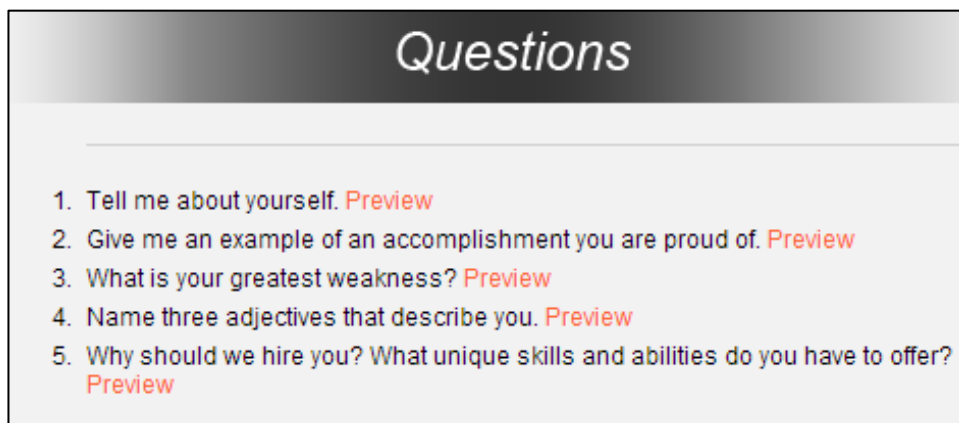 Questions
1. Tell me about yourself. Preview
2. Give me an example of an accomplishment you are proud of. Preview
3. What is your greatest weakness? Preview
4. Name three adjectives that describe you. Preview
5. Why should we hire you? What unique skills and abilities do you have to offer?
Preview